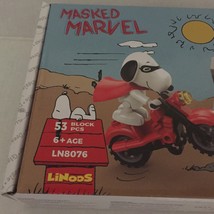 MASKED
MARVEL
53 BLOCK
PCS
6+ AGE
LN8076
LiNOOS